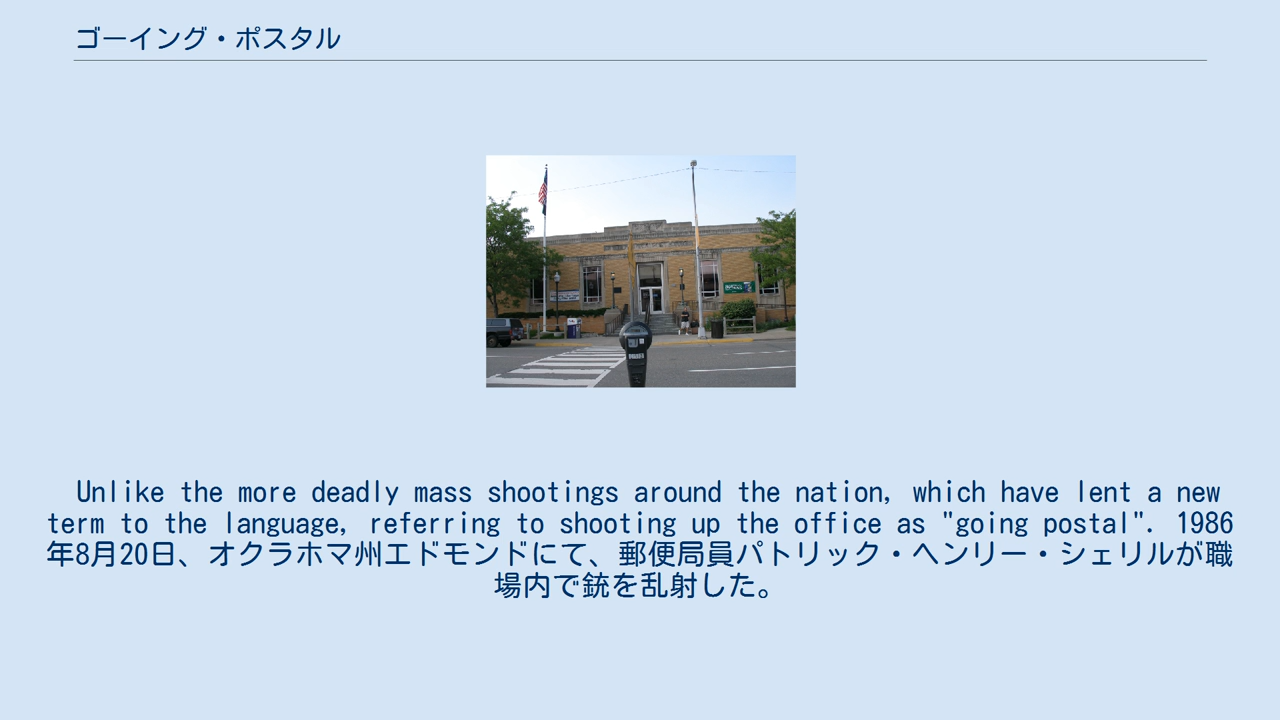 ゴーイング・ポスタル
Unlike the more deadly mass shootings around the nation, which have lent a new
term to the language, referring to shooting up the office as "going postal". 1986
年8月20日、オクラホマ州エドモンドにて、郵便局員パトリック・ヘンリー・シェリルが職
場内で銃を乱射した。